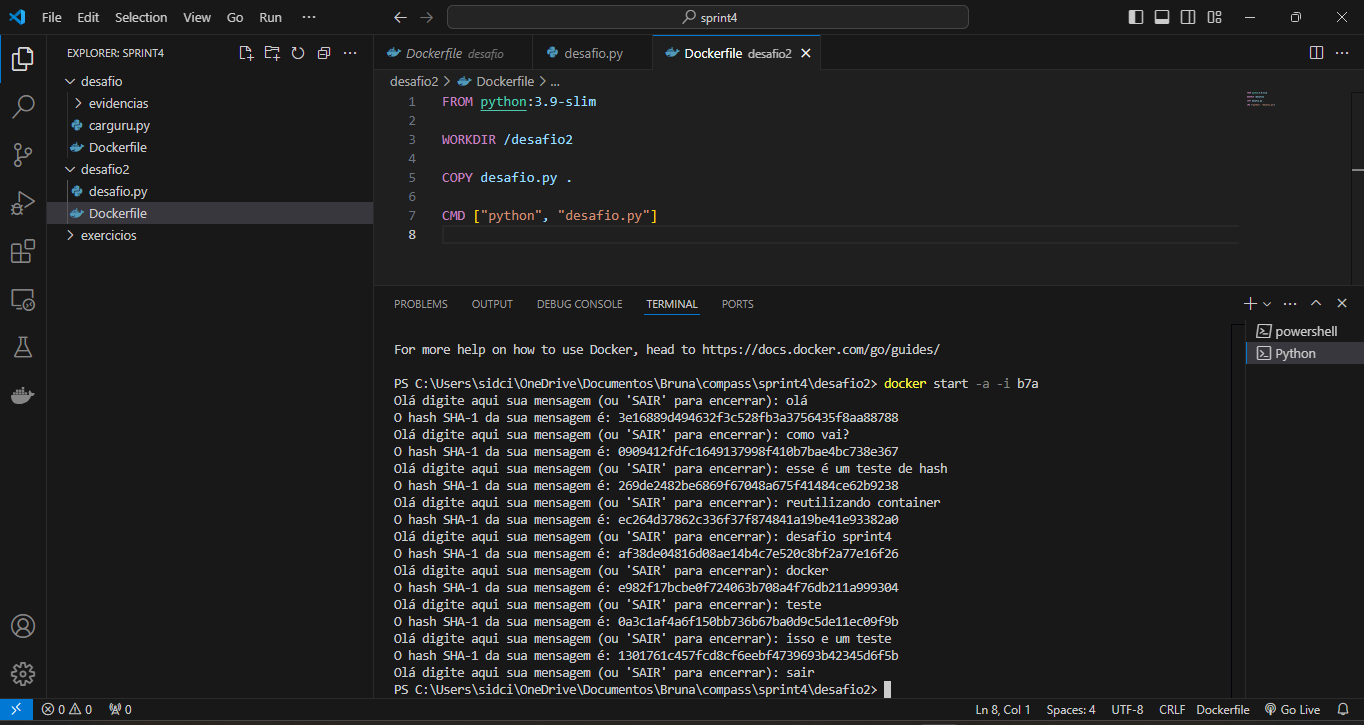 File Edit Selection View Go Run ··· sprint4
EXPLORER: SPRINT4
desafio
evidencias
carguru.py
Dockerfile
desafio2
desafio.py
Dockerfile
exercicios
Dockerfile desafio desafio.py Dockerfile desafio2
desafio2 > Dockerfile > ...
1 FROM python:3.9-slim
2
3 WORKDIR /desafio2
4
5 COPY desafio.py .
6
7 CMD ["python", "desafio.py"]
8
PROBLEMS OUTPUT DEBUG CONSOLE TERMINAL PORTS
powershell
Python
For more help on how to use Docker, head to https://docs.docker.com/go/guides/
PS C:\Users\sidci\OneDrive\Documentos\Bruna\compass\sprint4\desafio2> docker start -a -i b7a
Olá digite aqui sua mensagem (ou 'SAIR' para encerrar): olá
O hash SHA-1 da sua mensagem é: 3e16889d494632f3c528fb3a3756435f8aa88788
Olá digite aqui sua mensagem (ou 'SAIR' para encerrar): como vai?
O hash SHA-1 da sua mensagem é: 0909412fdfc1649137998f410b7bae4bc738e367
Olá digite aqui sua mensagem (ou 'SAIR' para encerrar): esse é um teste de hash
O hash SHA-1 da sua mensagem é: 269de2482be6869f67048a675f41484ce62b9238
Olá digite aqui sua mensagem (ou 'SAIR' para encerrar): reutilizando container
O hash SHA-1 da sua mensagem é: ec264d37862c336f37f874841a19be41e93382a0
Olá digite aqui sua mensagem (ou 'SAIR' para encerrar): desafio sprint4
O hash SHA-1 da sua mensagem é: af38de04816d08ae14b4c7e520c8bf2a77e16f26
Olá digite aqui sua mensagem (ou 'SAIR' para encerrar): docker
O hash SHA-1 da sua mensagem é: e982f17bcbe0f724063b708a4f76db211a999304
Olá digite aqui sua mensagem (ou 'SAIR' para encerrar): teste
O hash SHA-1 da sua mensagem é: 0a3c1af4a6f150bb736b67ba0d9c5de11ec09f9b
Olá digite aqui sua mensagem (ou 'SAIR' para encerrar): isso e um teste
O hash SHA-1 da sua mensagem é: 1301761c457fcd8cf6eebf4739693b42345d6f5b
Olá digite aqui sua mensagem (ou 'SAIR' para encerrar): sair
PS C:\Users\sidci\OneDrive\Documentos\Bruna\compass\sprint4\desafio2>
0 0 0 Ln 8, Col 1 Spaces: 4 UTF-8 CRLF Dockerfile Go Live